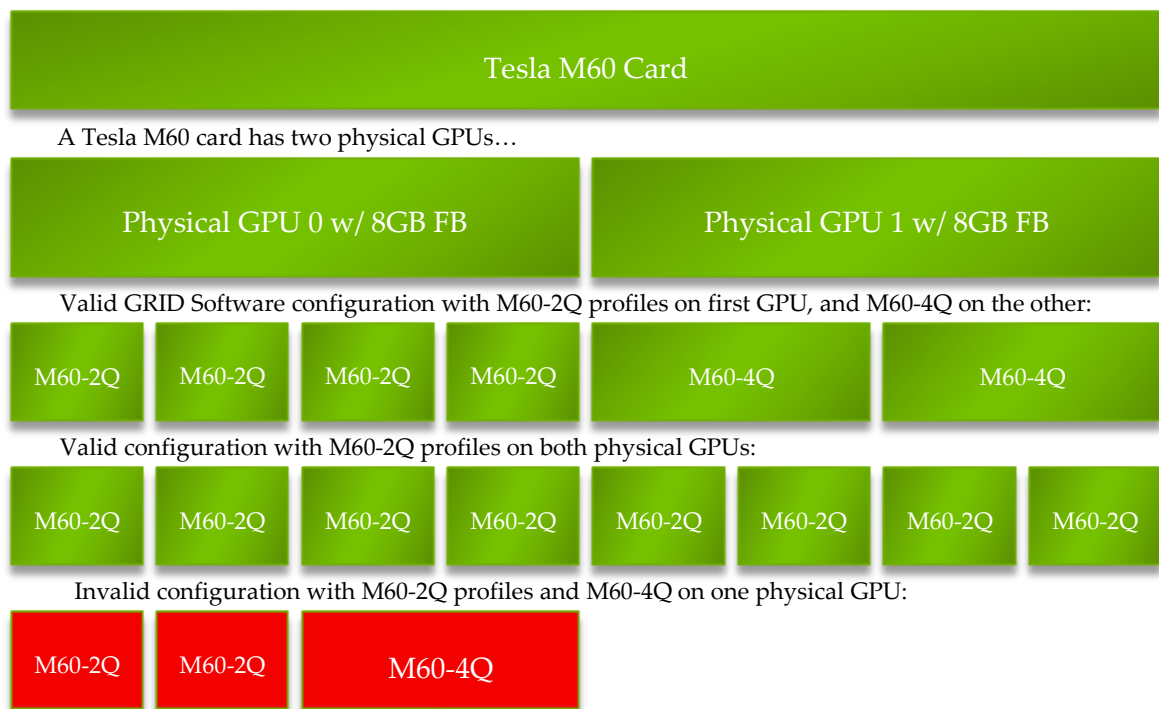 Tesla M60 Card
A Tesla M60 card has two physical GPUs…
Physical GPU 0 w/ 8GB FB
Physical GPU 1 w/ 8GB FB
Valid GRID Software configuration with M60-2Q profiles on first GPU, and M60-4Q on the other:
M60-2Q
M60-2Q
M60-2Q
M60-2Q
M60-4Q
M60-4Q
Valid configuration with M60-2Q profiles on both physical GPUs:
M60-2Q
M60-2Q
M60-2Q
M60-2Q
M60-2Q
M60-2Q
M60-2Q
M60-2Q
Invalid configuration with M60-2Q profiles and M60-4Q on one physical GPU:
M60-2Q
M60-2Q
M60-4Q